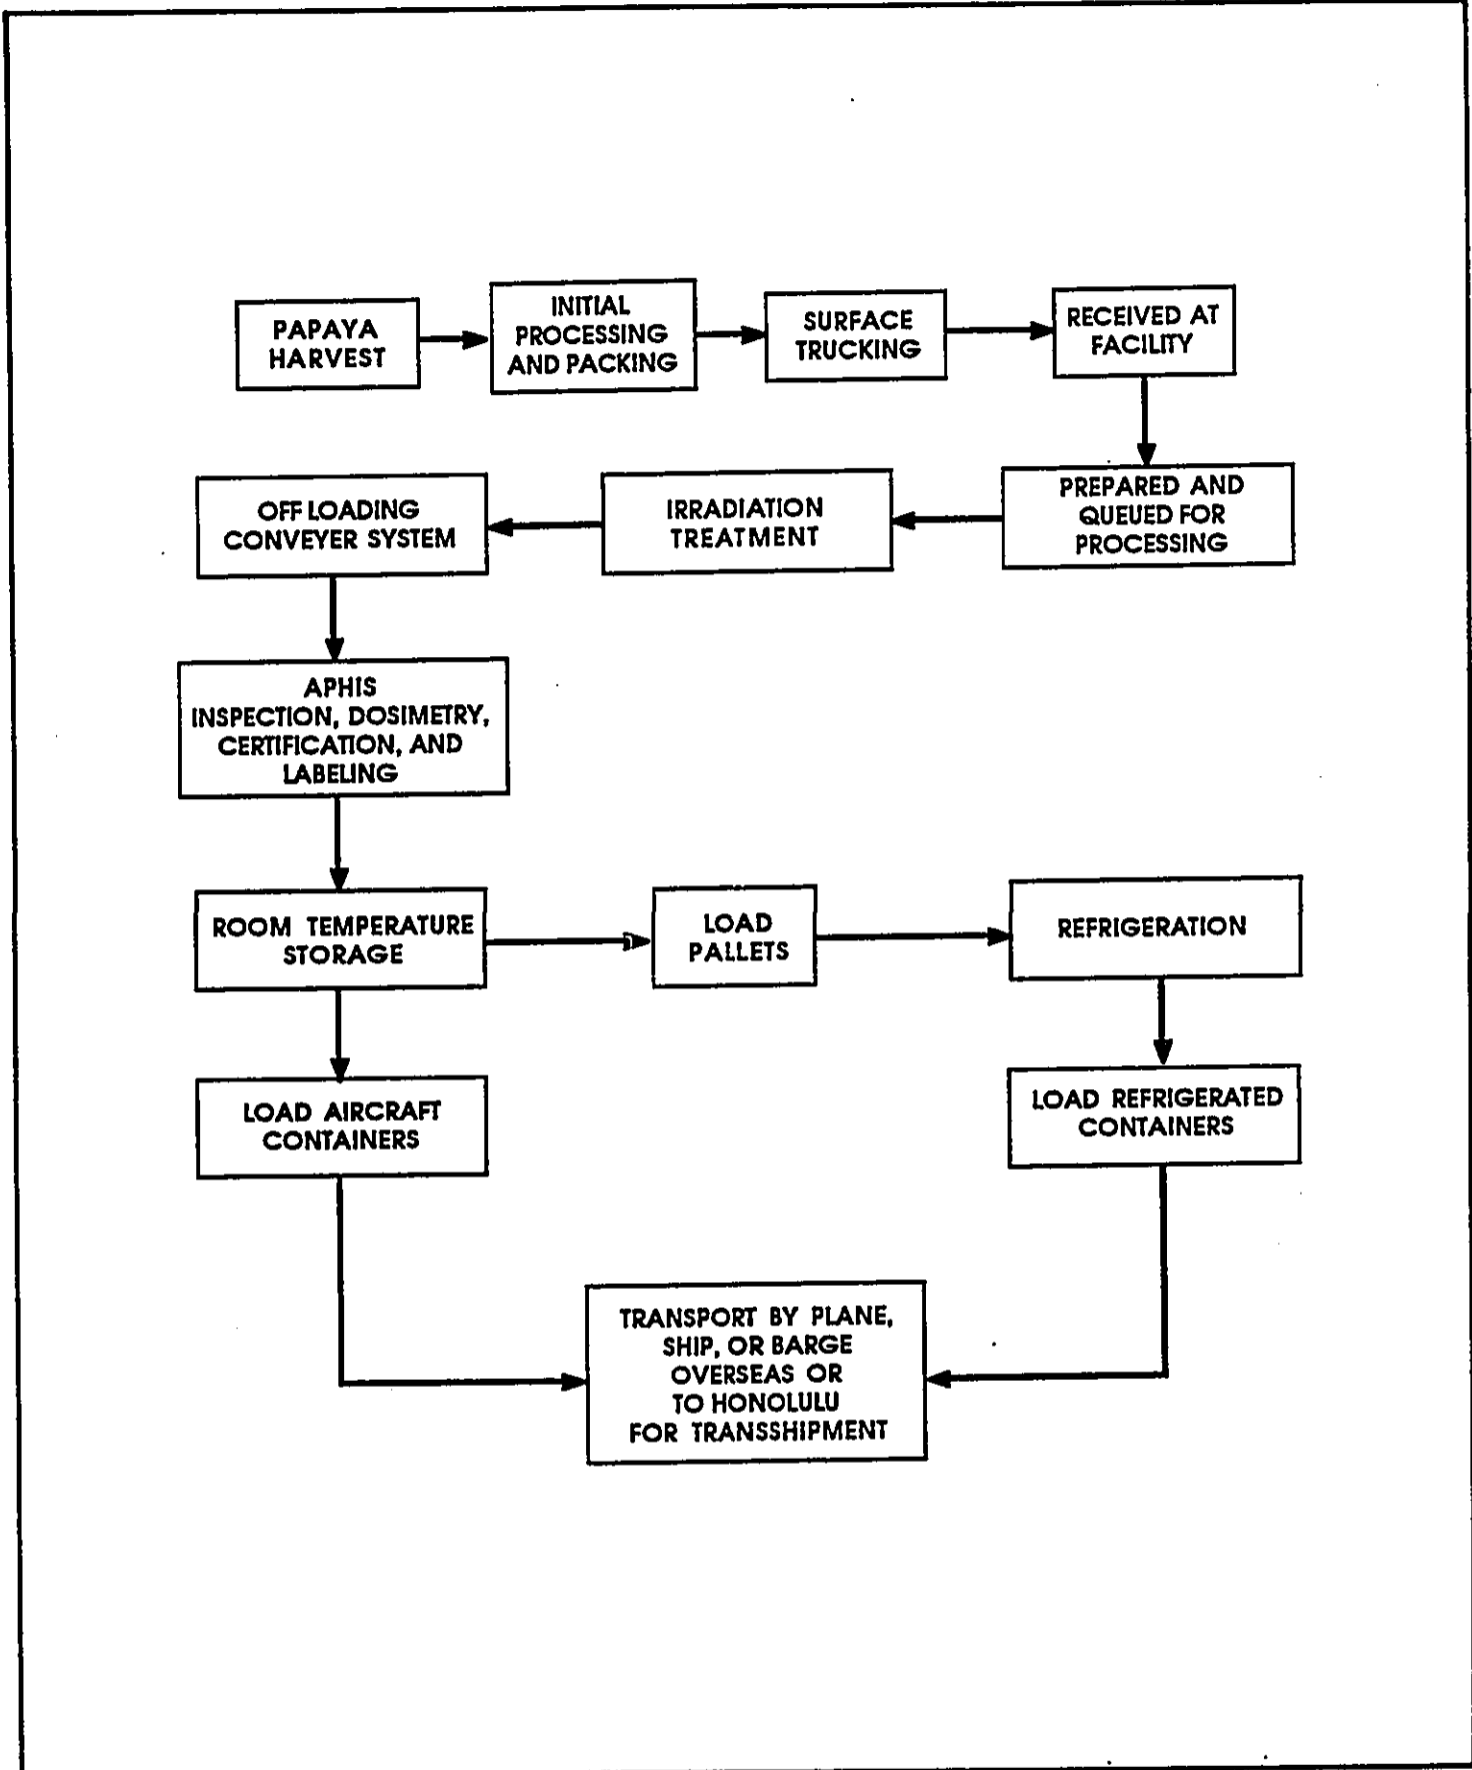 PAPAYA
HARVEST
INITIAL
PROCESSING
AND PACKING
SURFACE
TRUCKING
RECEIVED AT
FACILITY
OFF LOADING
CONVEYER SYSTEM
IRRADIATION
TREATMENT
PREPARED AND
QUEUED FOR
PROCESSING
APHIS
INSPECTION, DOSIMETRY,
CERTIFICATION, AND
LABELING
ROOM TEMPERATURE
STORAGE
LOAD
PALLETS
REFRIGERATION
LOAD AIRCRAFT
CONTAINERS
LOAD REFRIGERATED
CONTAINERS
TRANSPORT BY PLANE,
SHIP, OR BARGE
OVERSEAS OR
TO HONOLULU
FOR TRANSSHIPMENT